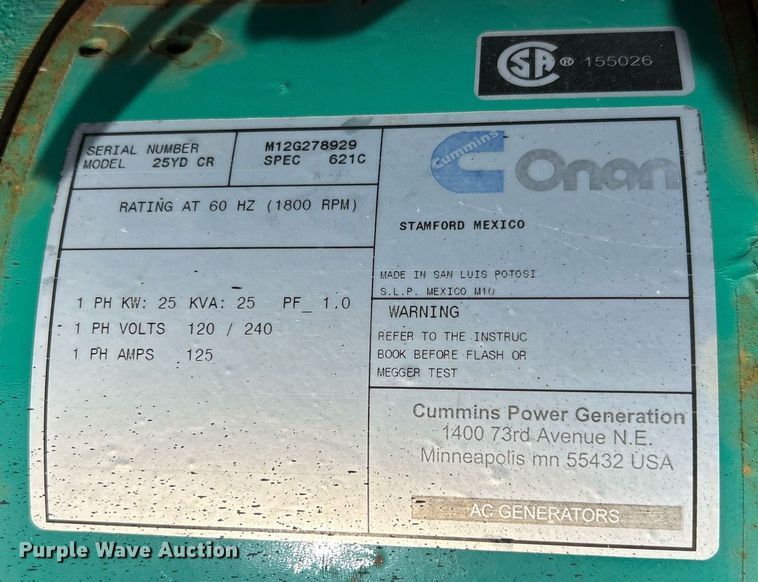 CSA ® 155026
SERIAL NUMBER M12G278929
MODEL 25YD CR SPEC 621C
RATING AT 60 HZ (1800 RPM)
1 PH KW: 25 KVA: 25 PF_ 1.0
1 PH VOLTS 120 / 240
1 PH AMPS 125
Cummins Onan
STAMFORD MEXICO
MADE IN SAN LUIS POTOSI
S.L.P. MEXICO M10
WARNING
REFER TO THE INSTRUC
BOOK BEFORE FLASH OR
MEGGER TEST
Cummins Power Generation
1400 73rd Avenue N.E.
Minneapolis mn 55432 USA
AC GENERATORS
Purple Wave Auction